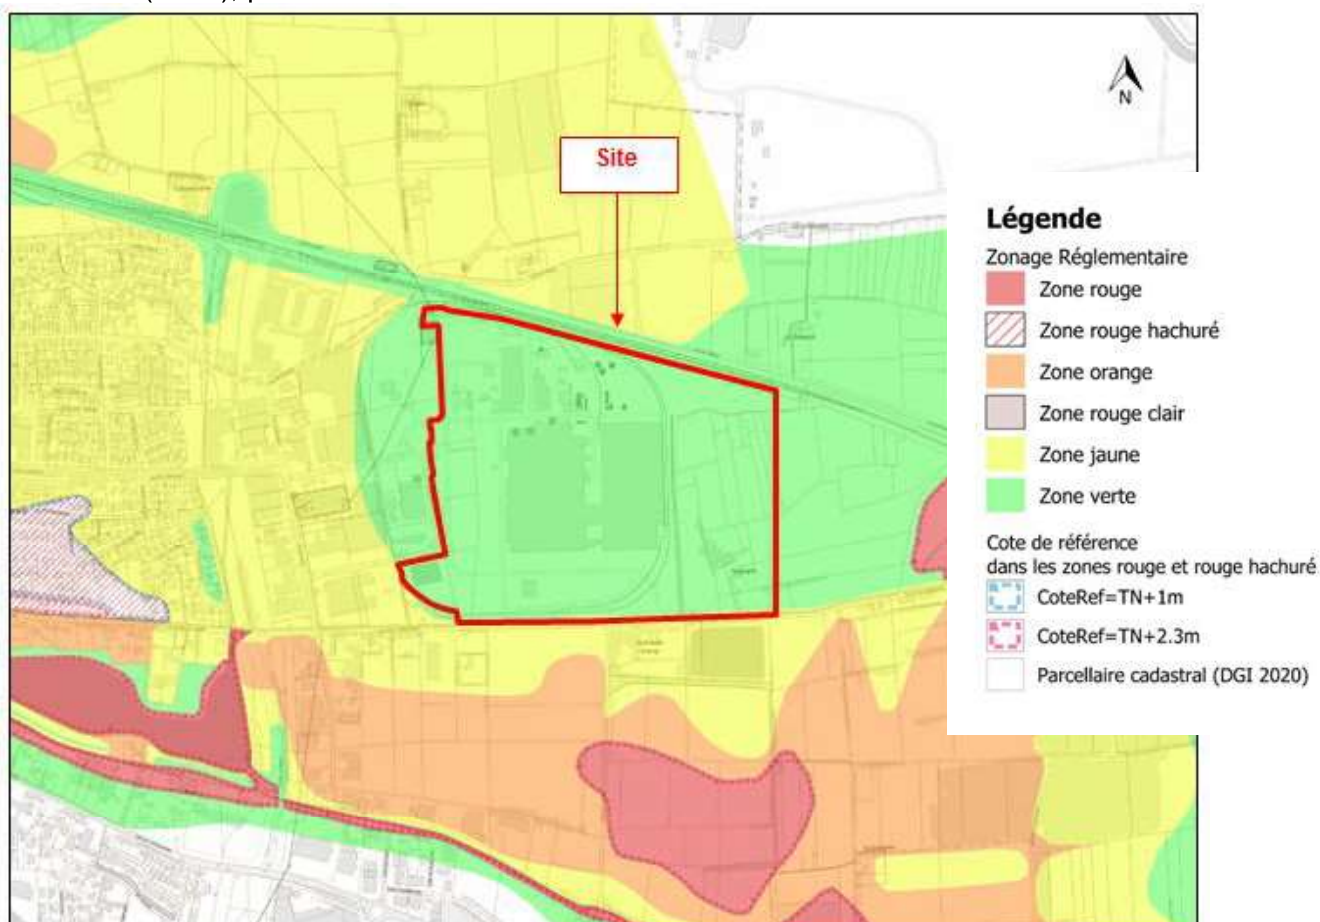 Site
N
Légende
Zonage Réglementaire
Zone rouge
Zone rouge hachuré
Zone orange
Zone rouge clair
Zone jaune
Zone verte
Cote de référence
dans les zones rouge et rouge hachuré
CoteRef=TN+1m
CoteRef=TN+2.3m
Parcellaire cadastral (DGI 2020)